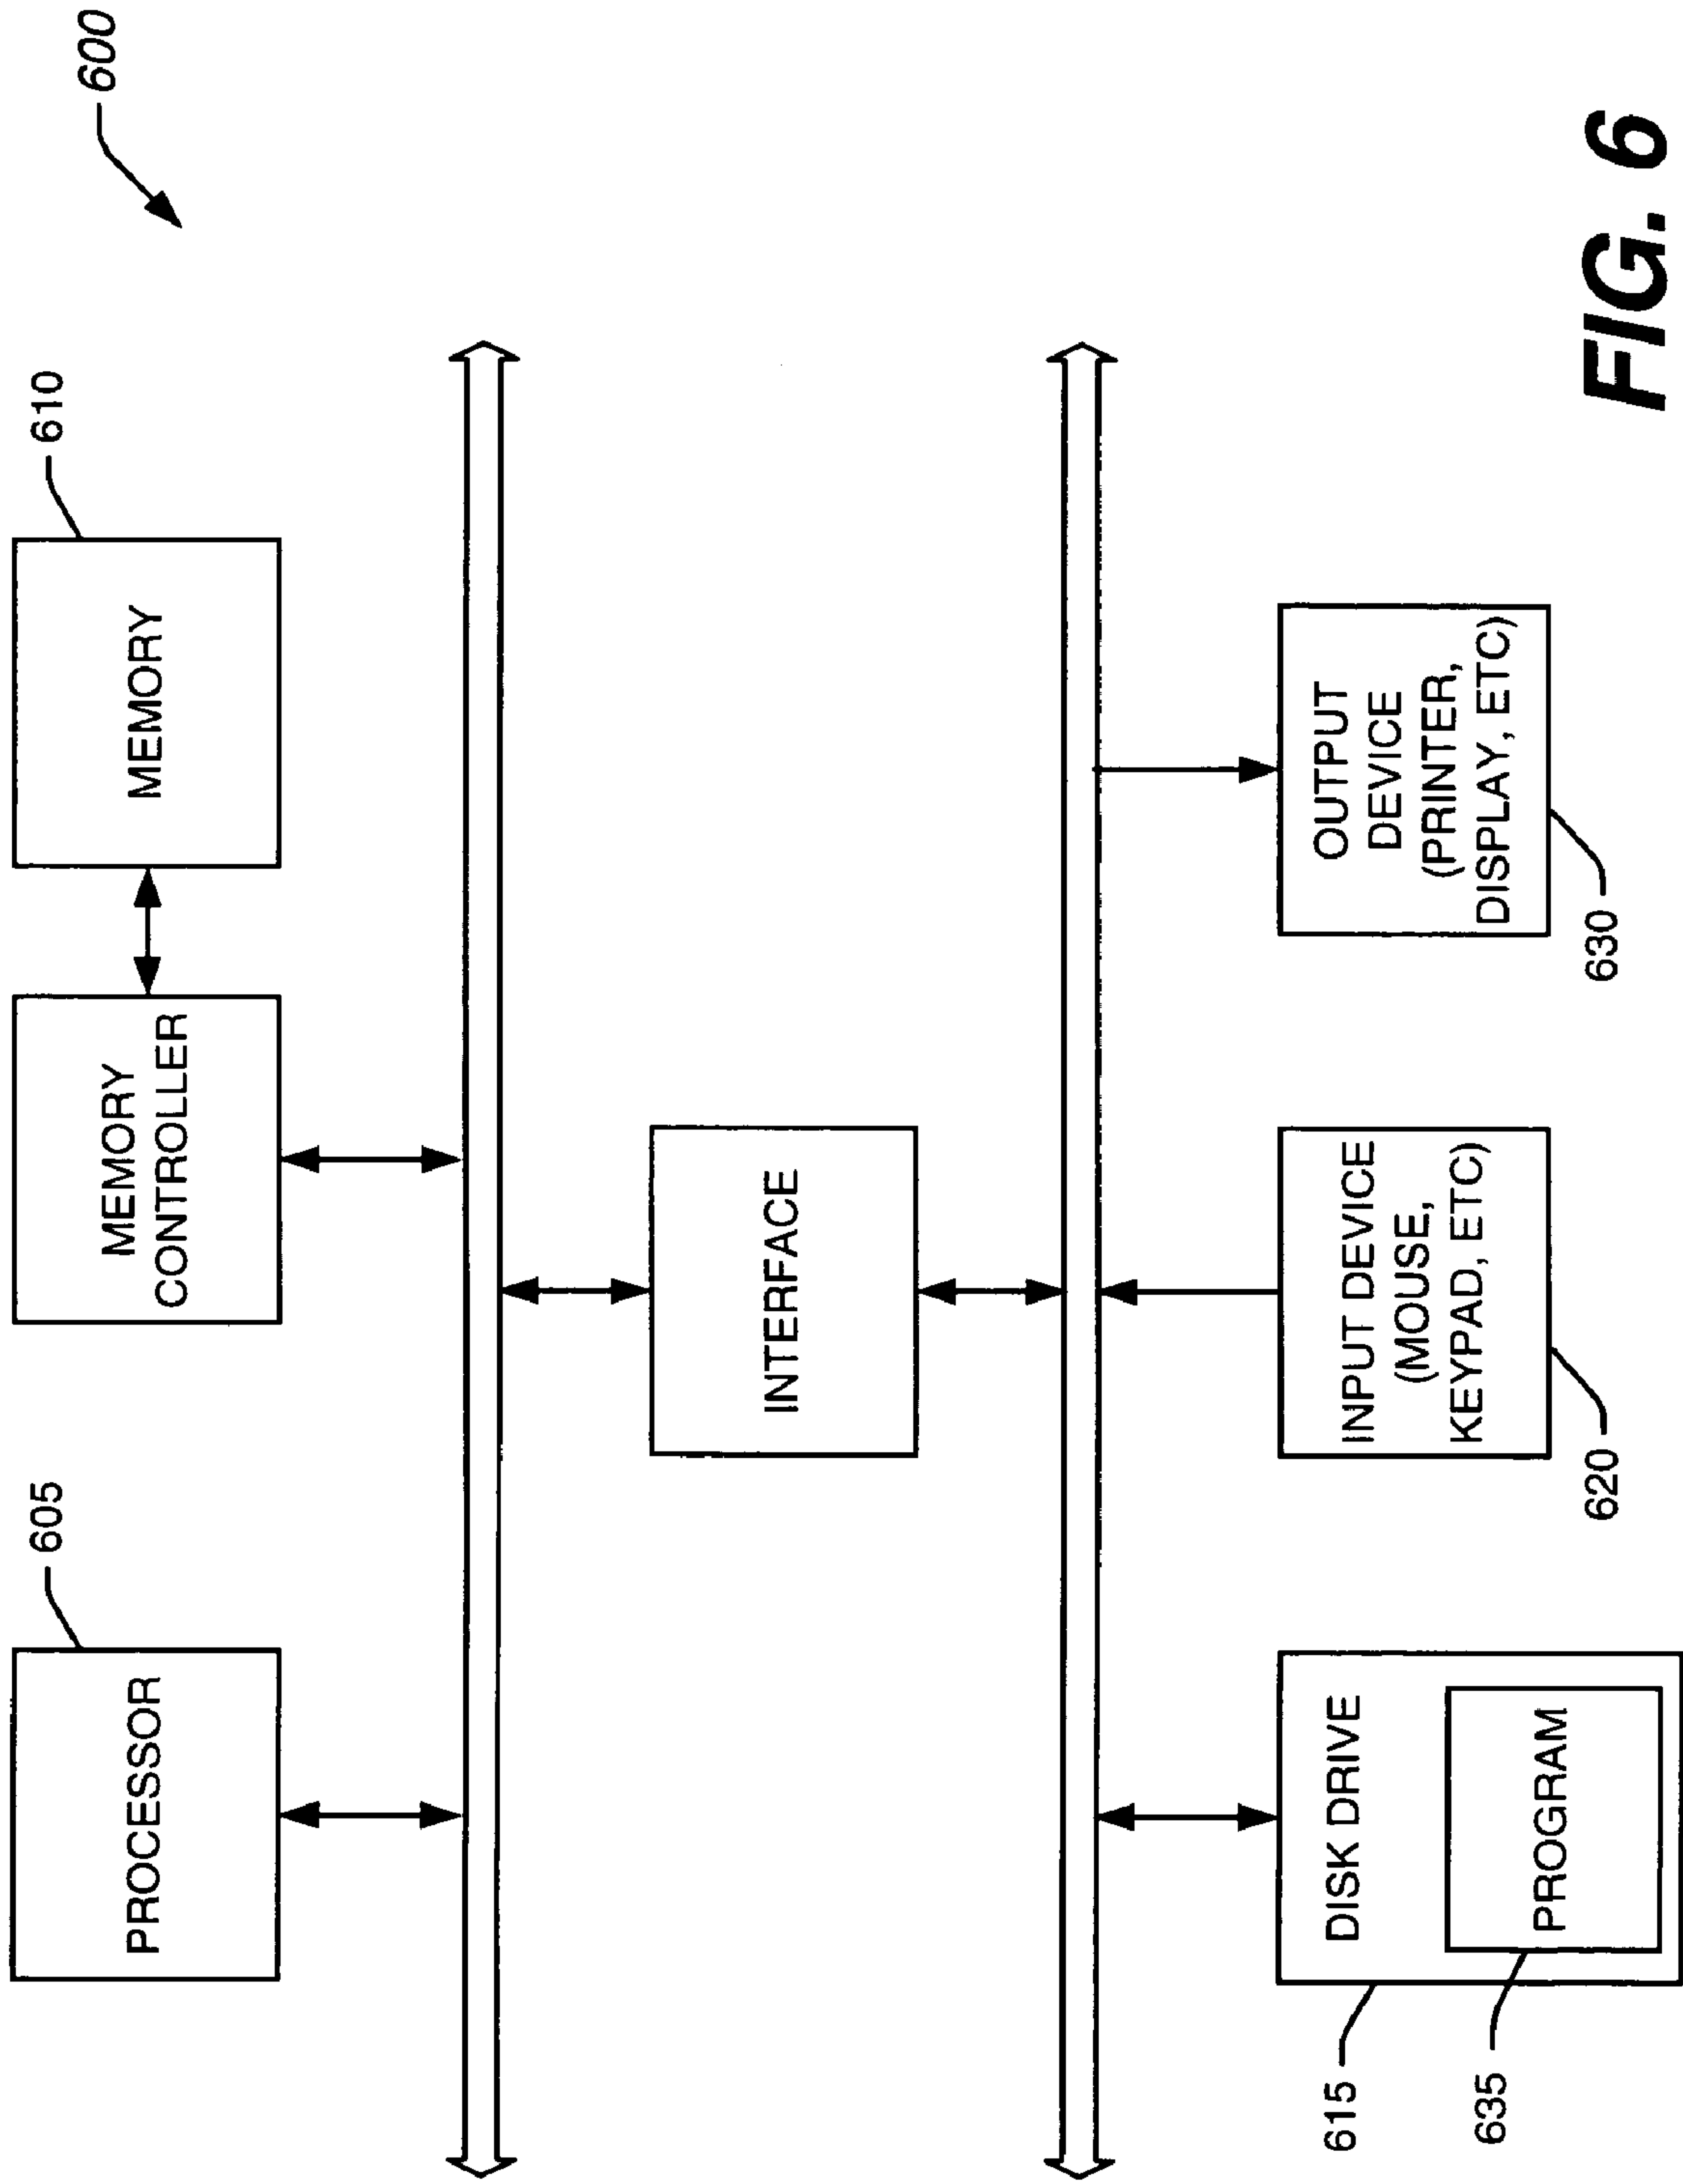 600
605
610
PROCESSOR
MEMORY
CONTROLLER
MEMORY
INTERFACE
615
DISK DRIVE
635
PROGRAM
INPUT DEVICE
(MOUSE,
KEYPAD, ETC)
620
OUTPUT
DEVICE
(PRINTER,
DISPLAY, ETC)
630
FIG. 6